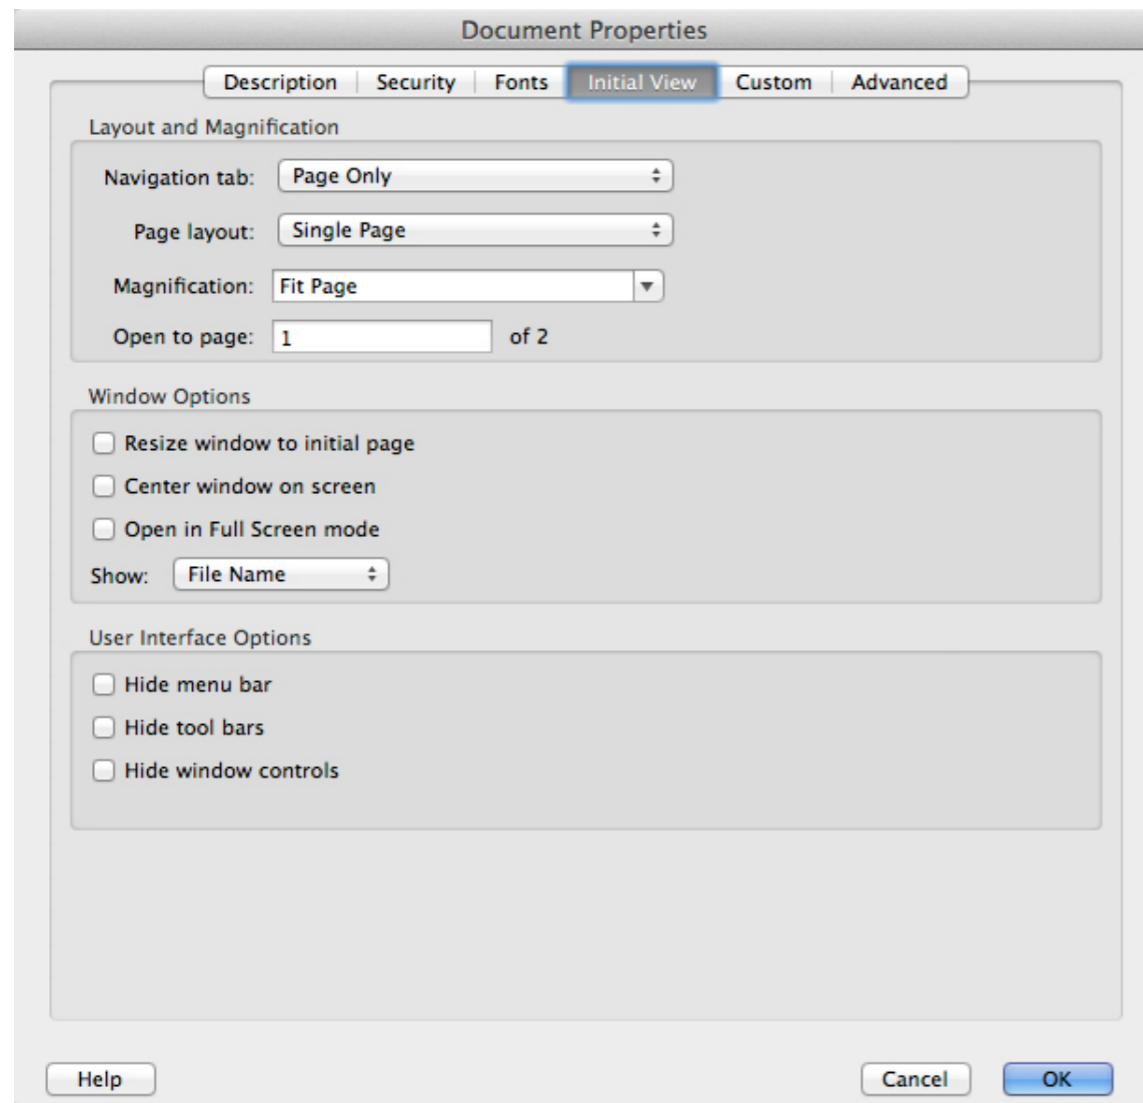 Document Properties
Description Security Fonts Initial View Custom Advanced
Layout and Magnification
Navigation tab: Page Only
Page layout: Single Page
Magnification: Fit Page
Open to page: 1 of 2
Window Options
Resize window to initial page
Center window on screen
Open in Full Screen mode
Show: File Name
User Interface Options
Hide menu bar
Hide tool bars
Hide window controls
Help Cancel OK